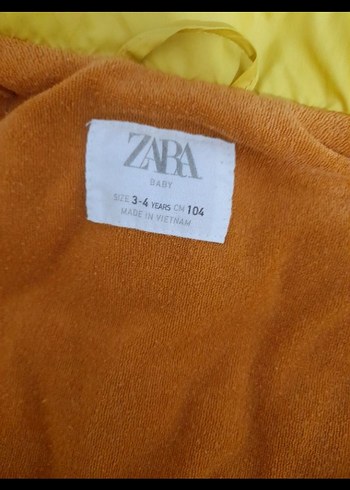 ZARA
BABY
SIZE 3-4 YEARS CM 104
MADE IN VIETNAM